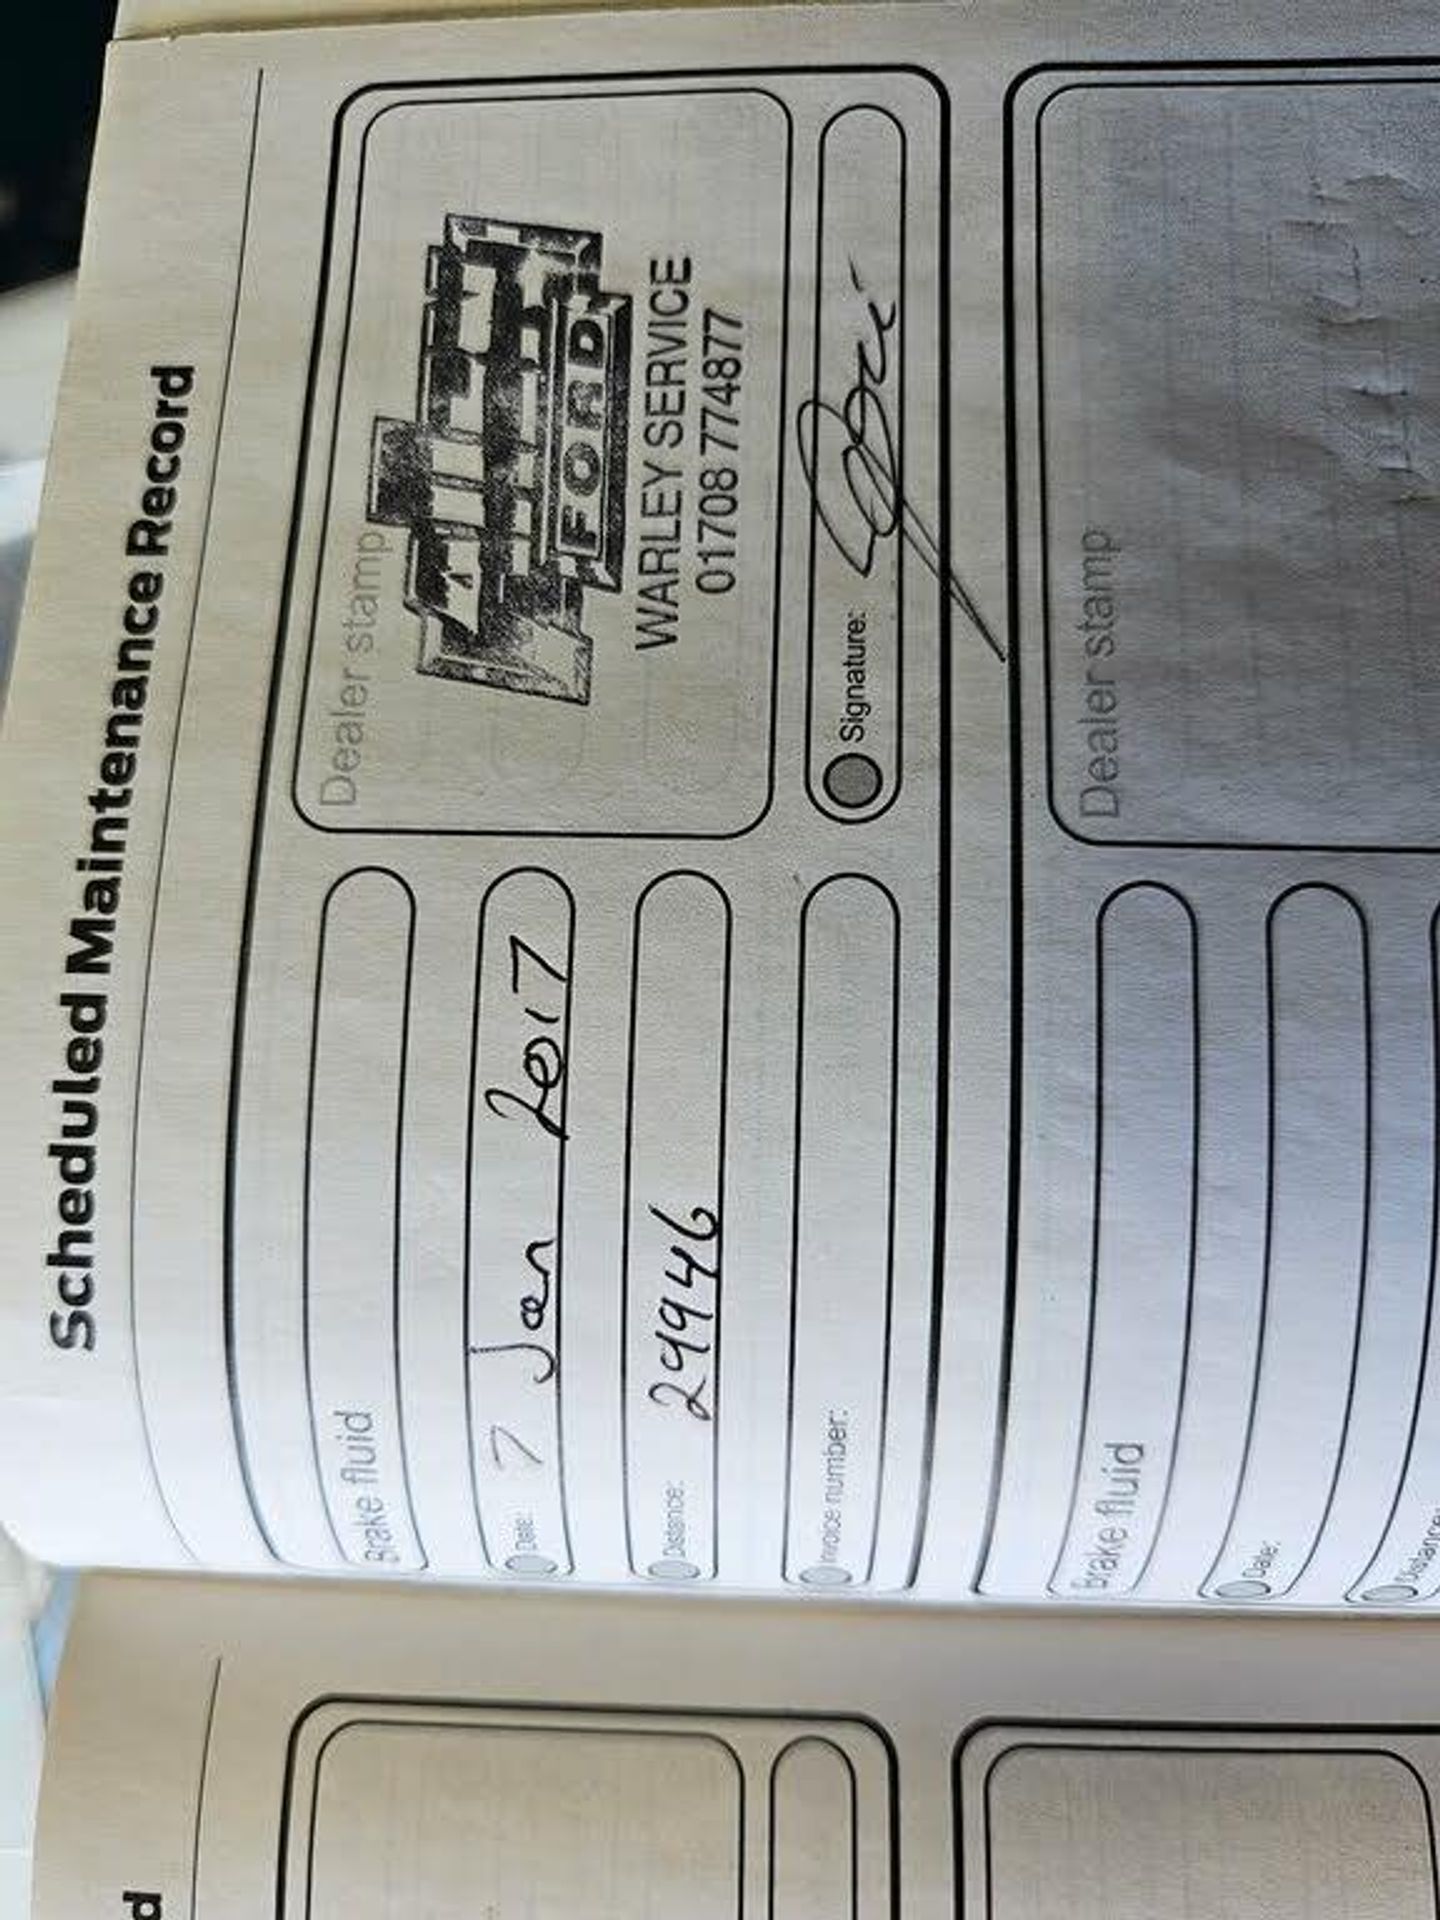 Scheduled Maintenance Record
Brake fluid
Date: 7 Jan 2017
Distance: 29946
Invoice number:
Dealer stamp
FORD
WARLEY SERVICE
01708 774877
Signature:
Brake fluid
Date:
Distance:
Dealer stamp
d